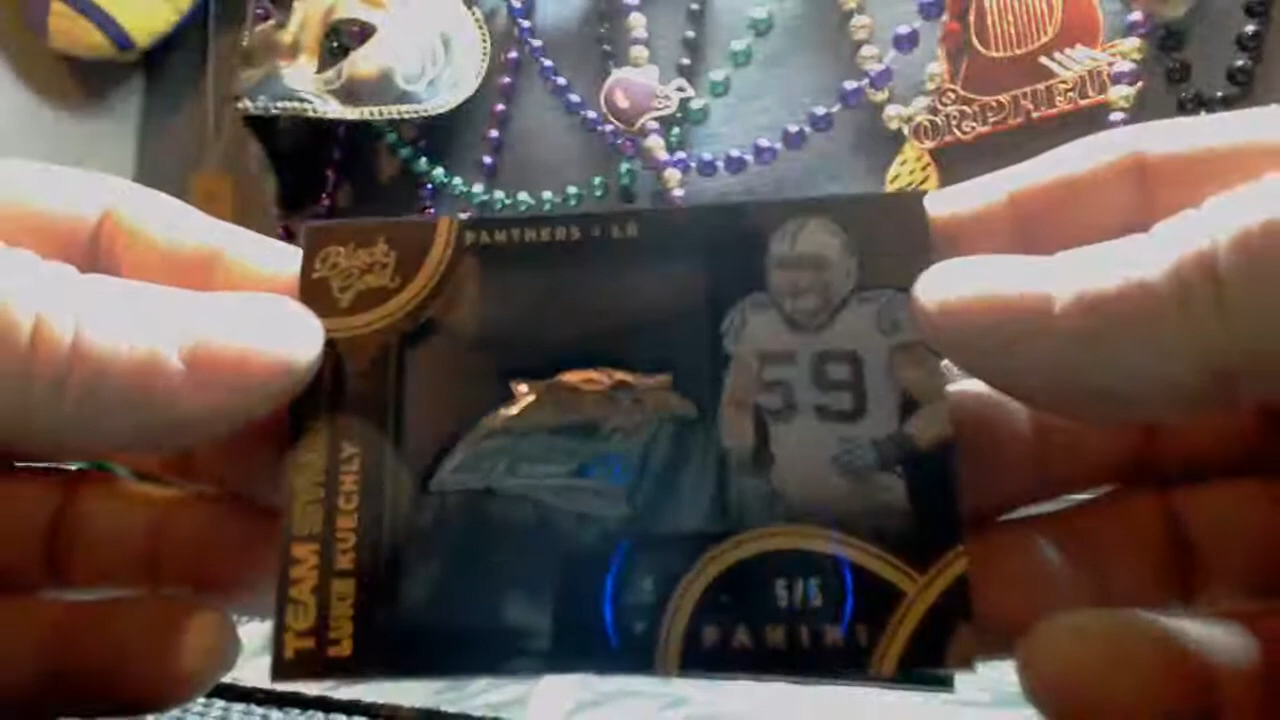 ORPHEU
PANTHERS - LB
Black
Gold
59
TEAM
LUKE KUECHLY
5/5
PANINI